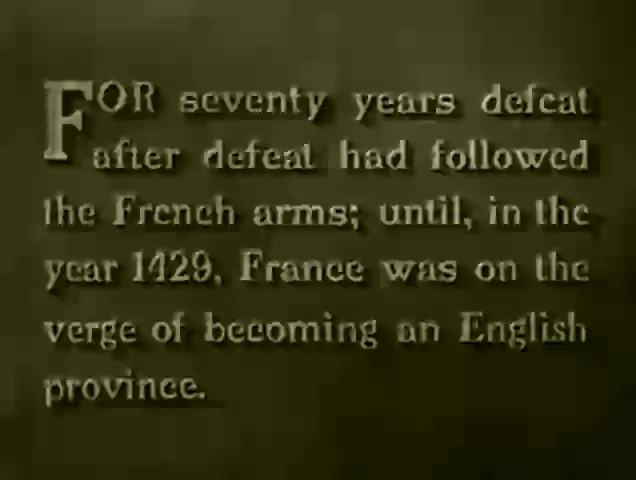 FOR seventy years defeat
after defeat had followed
the French arms; until, in the
year 1429, France was on the
verge of becoming an English
province.